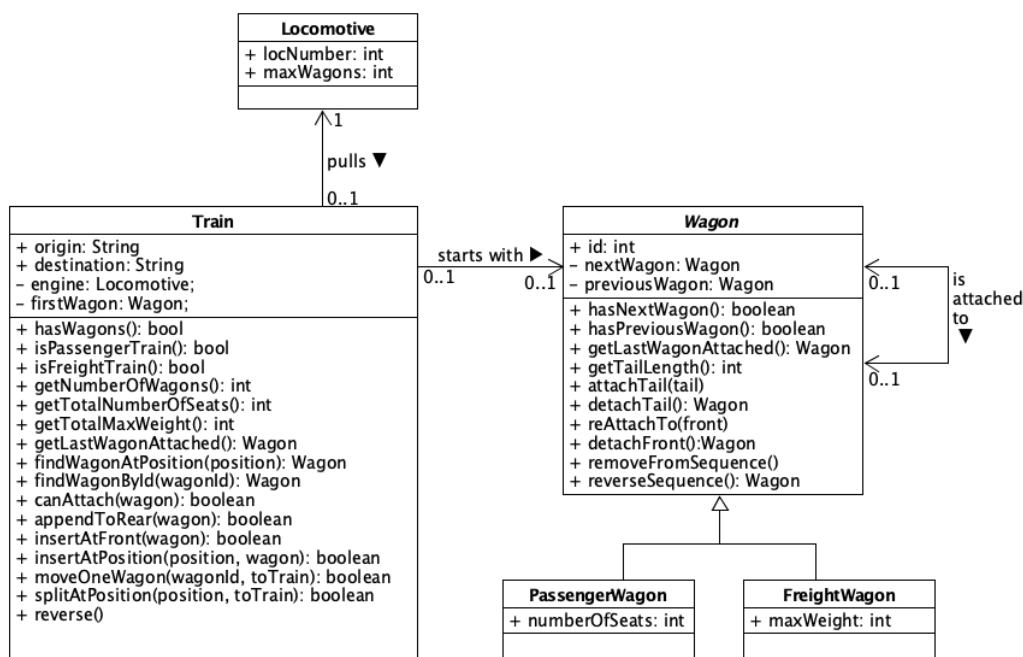 Locomotive
+ locNumber: int
+ maxWagons: int
1
pulls ▼
0..1
Train
+ origin: String
+ destination: String
– engine: Locomotive;
– firstWagon: Wagon;
+ hasWagons(): bool
+ isPassengerTrain(): bool
+ isFreightTrain(): bool
+ getNumberOfWagons(): int
+ getTotalNumberOfSeats(): int
+ getTotalMaxWeight(): int
+ getLastWagonAttached(): Wagon
+ findWagonAtPosition(position): Wagon
+ findWagonById(wagonId): Wagon
+ canAttach(wagon): boolean
+ appendToRear(wagon): boolean
+ insertAtFront(wagon): boolean
+ insertAtPosition(position, wagon): boolean
+ moveOneWagon(wagonId, toTrain): boolean
+ splitAtPosition(position, toTrain): boolean
+ reverse()
starts with ▶
0..1
0..1
Wagon
+ id: int
– nextWagon: Wagon
– previousWagon: Wagon
+ hasNextWagon(): boolean
+ hasPreviousWagon(): boolean
+ getLastWagonAttached(): Wagon
+ getTailLength(): int
+ attachTail(tail)
+ detachTail(): Wagon
+ reAttachTo(front)
+ detachFront():Wagon
+ removeFromSequence()
+ reverseSequence(): Wagon
0..1
is
attached
to
▼
0..1
PassengerWagon
+ numberOfSeats: int
FreightWagon
+ maxWeight: int